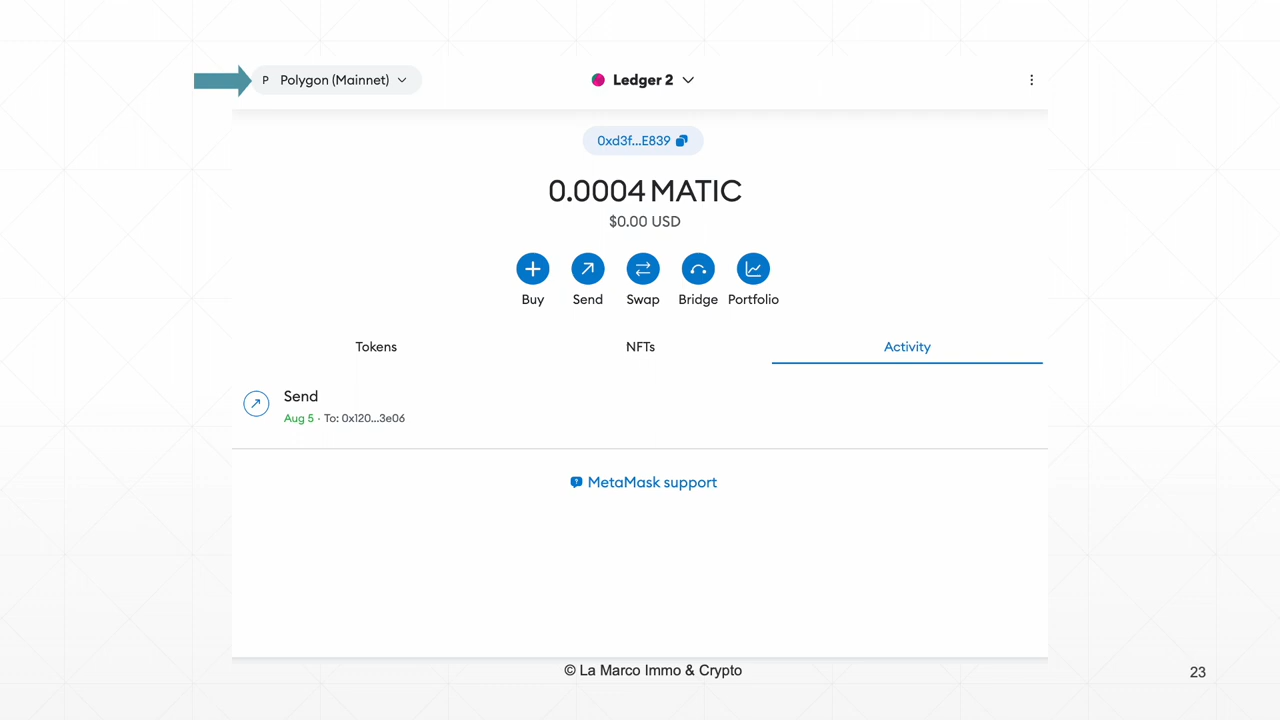 P Polygon (Mainnet)
Ledger 2
0xd3f...E839
0.0004 MATIC
$0.00 USD
Buy
Send
Swap
Bridge
Portfolio
Tokens
NFTs
Activity
Send
Aug 5 · To: 0x120...3e06
MetaMask support
© La Marco Immo & Crypto
23